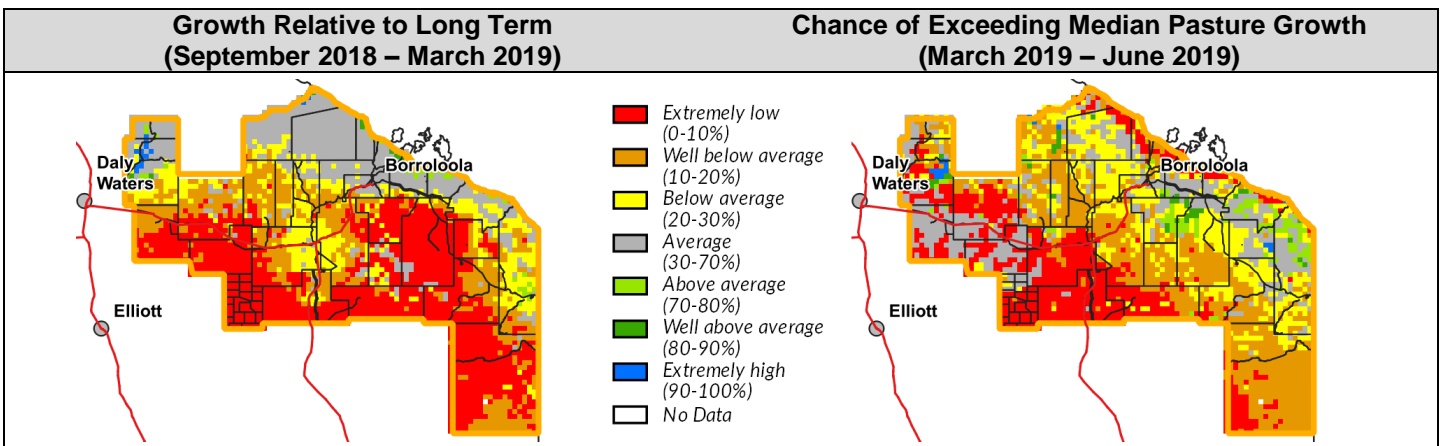 Growth Relative to Long Term
(September 2018 – March 2019)
Chance of Exceeding Median Pasture Growth
(March 2019 – June 2019)
Daly
Waters
Borroloola
Elliott
Extremely low
(0-10%)
Well below average
(10-20%)
Below average
(20-30%)
Average
(30-70%)
Above average
(70-80%)
Well above average
(80-90%)
Extremely high
(90-100%)
No Data
Daly
Waters
Borroloola
Elliott